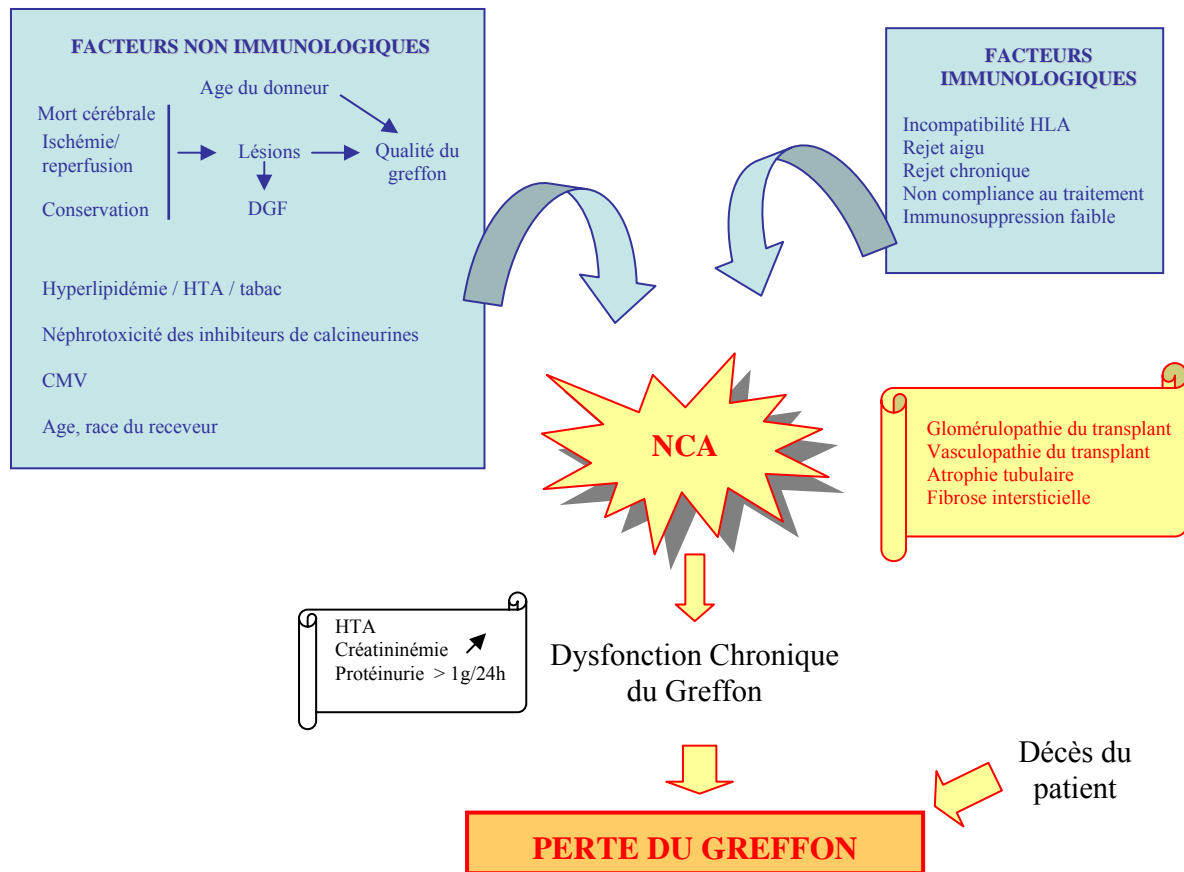 FACTEURS NON IMMUNOLOGIQUES
Age du donneur
Mort cérébrale
Ischémie/
reperfusion
Conservation
Lésions
DGF
Qualité du
greffon
Hyperlipidémie / HTA / tabac
Néphrotoxicité des inhibiteurs de calcineurines
CMV
Age, race du receveur
FACTEURS
IMMUNOLOGIQUES
Incompatibilité HLA
Rejet aigu
Rejet chronique
Non compliance au traitement
Immunosuppression faible
NCA
Glomérulopathie du transplant
Vasculopathie du transplant
Atrophie tubulaire
Fibrose intersticielle
HTA
Créatininémie
Protéinurie > 1g/24h
Dysfonction Chronique
du Greffon
Décès du
patient
PERTE DU GREFFON